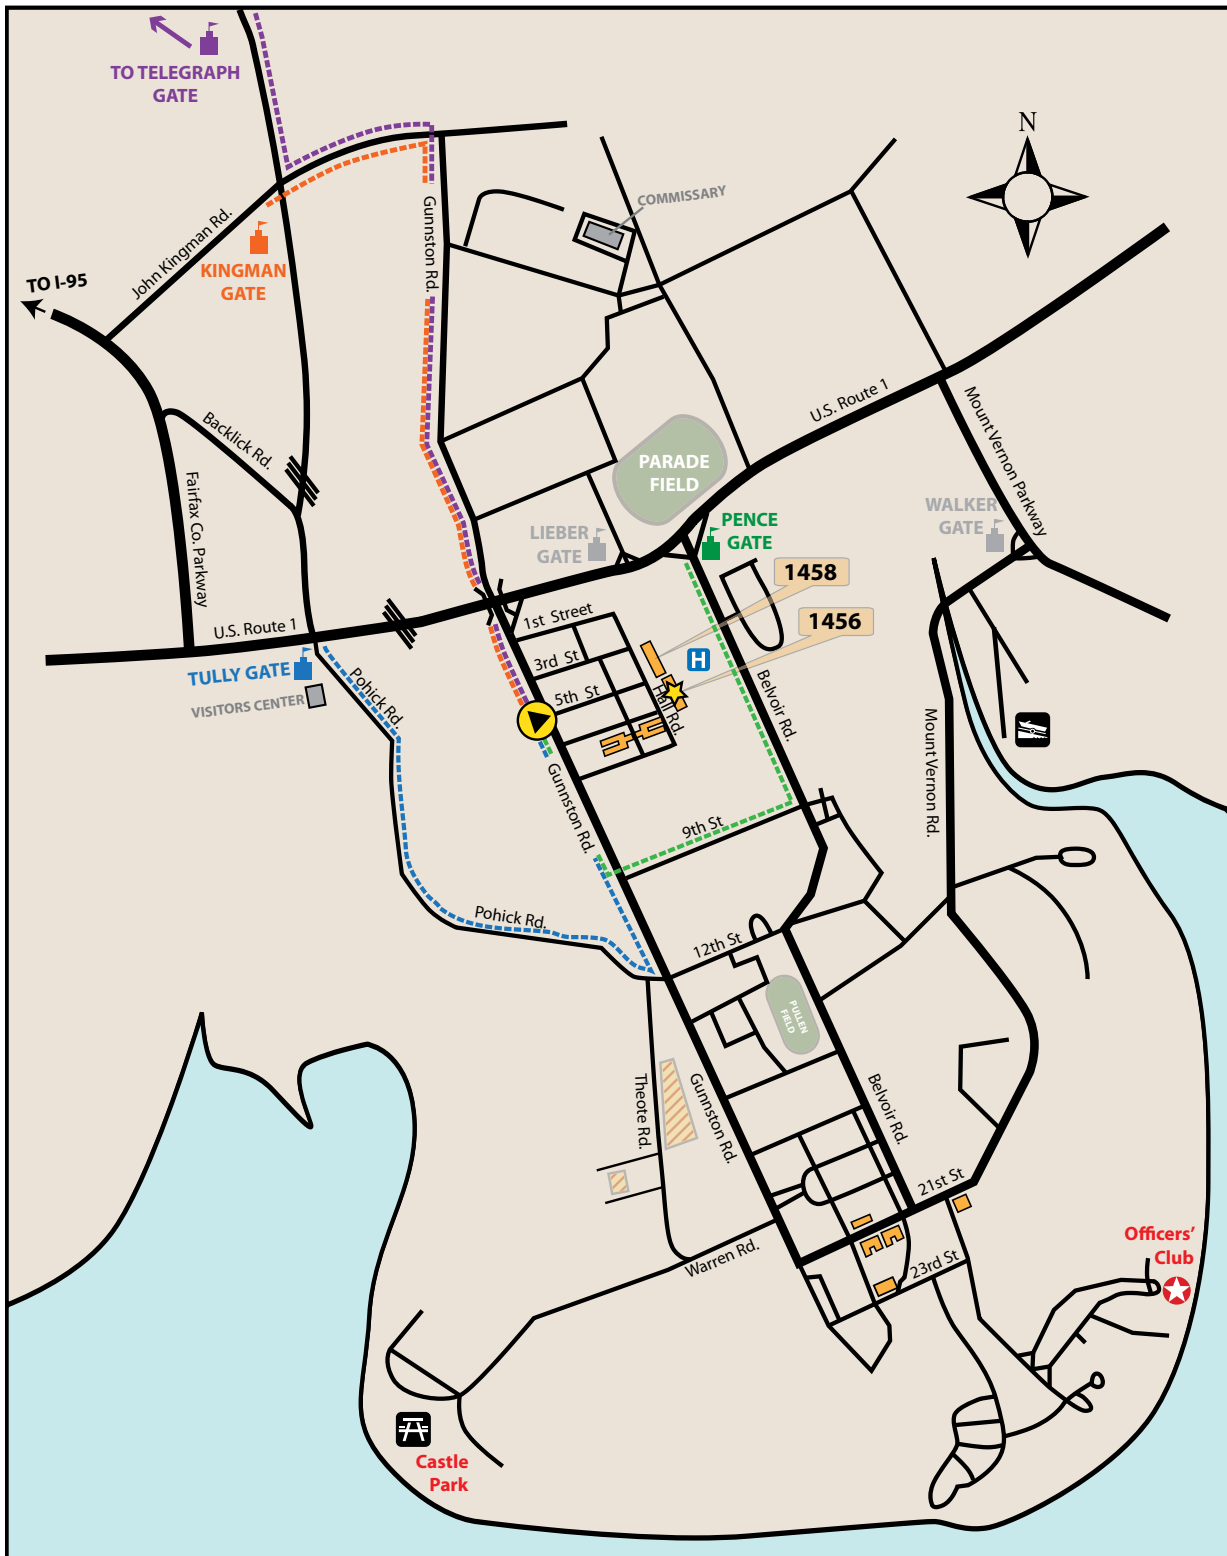 TO TELEGRAPH
GATE
N
COMMISSARY
John Kingman Rd.
Gunnston Rd.
KINGMAN
GATE
TO I-95
U.S. Route 1
Mount Vernon Parkway
Backlick Rd.
PARADE
FIELD
Fairfax Co. Parkway
LIEBER
GATE
PENCE
GATE
WALKER
GATE
1458
1456
1st Street
U.S. Route 1
3rd St
H
TULLY GATE
VISITORS CENTER
Pohick Rd.
5th St
Hall Rd.
Belvoir Rd.
Mount Vernon Rd.
Gunnston Rd.
9th St
Pohick Rd.
12th St
PULLEN
FIELD
Theote Rd.
Gunnston Rd.
Belvoir Rd.
21st St
Warren Rd.
23rd St
Officers'
Club
Castle
Park